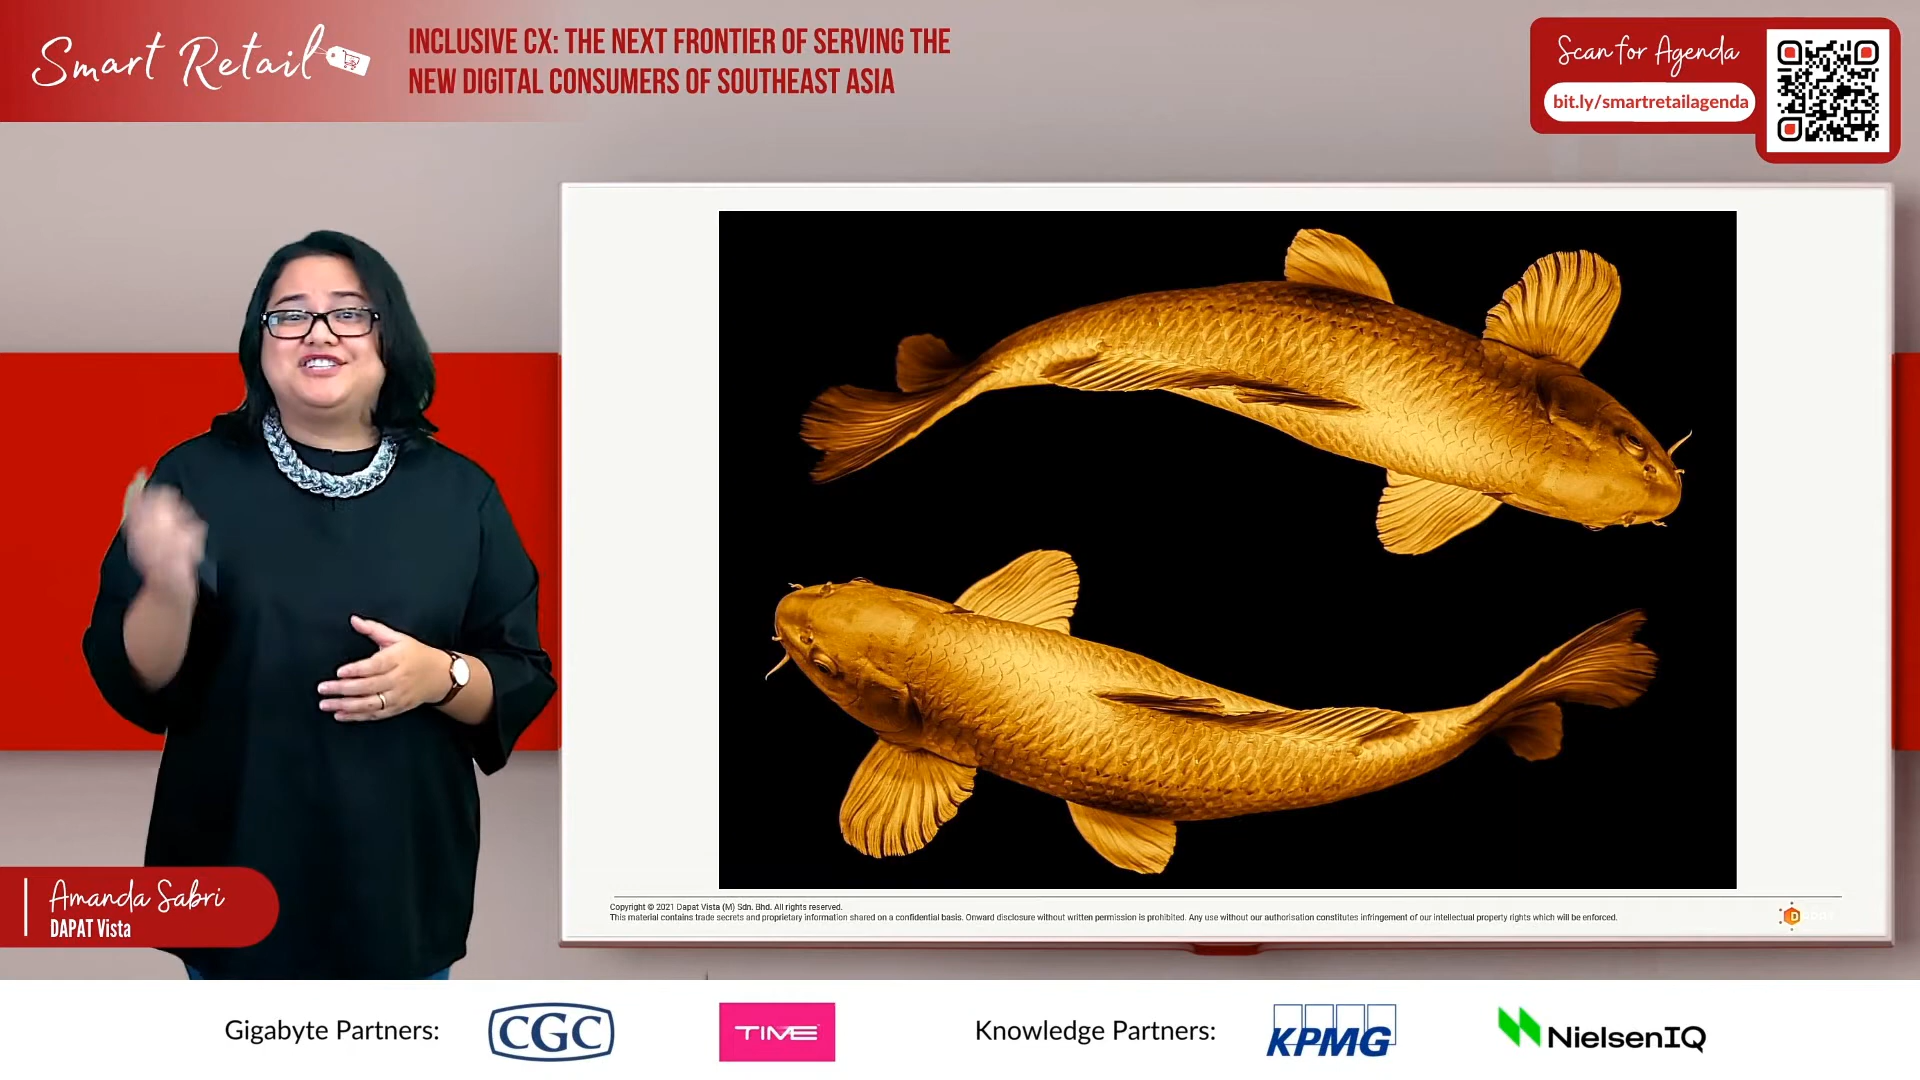 Smart Retail
INCLUSIVE CX: THE NEXT FRONTIER OF SERVING THE
NEW DIGITAL CONSUMERS OF SOUTHEAST ASIA
Scan for Agenda
bit.ly/smartretailagenda
Copyright © 2021 Dapat Vista (M) Sdn. Bhd. All rights reserved.
This material contains trade secrets and proprietary information shared on a confidential basis. Onward disclosure without written permission is prohibited. Any use without our authorisation constitutes infringement of our intellectual property rights which will be enforced.
Amanda Sabri
DAPAT Vista
Gigabyte Partners:
CGC
TIME
Knowledge Partners:
KPMG
NielsenIQ